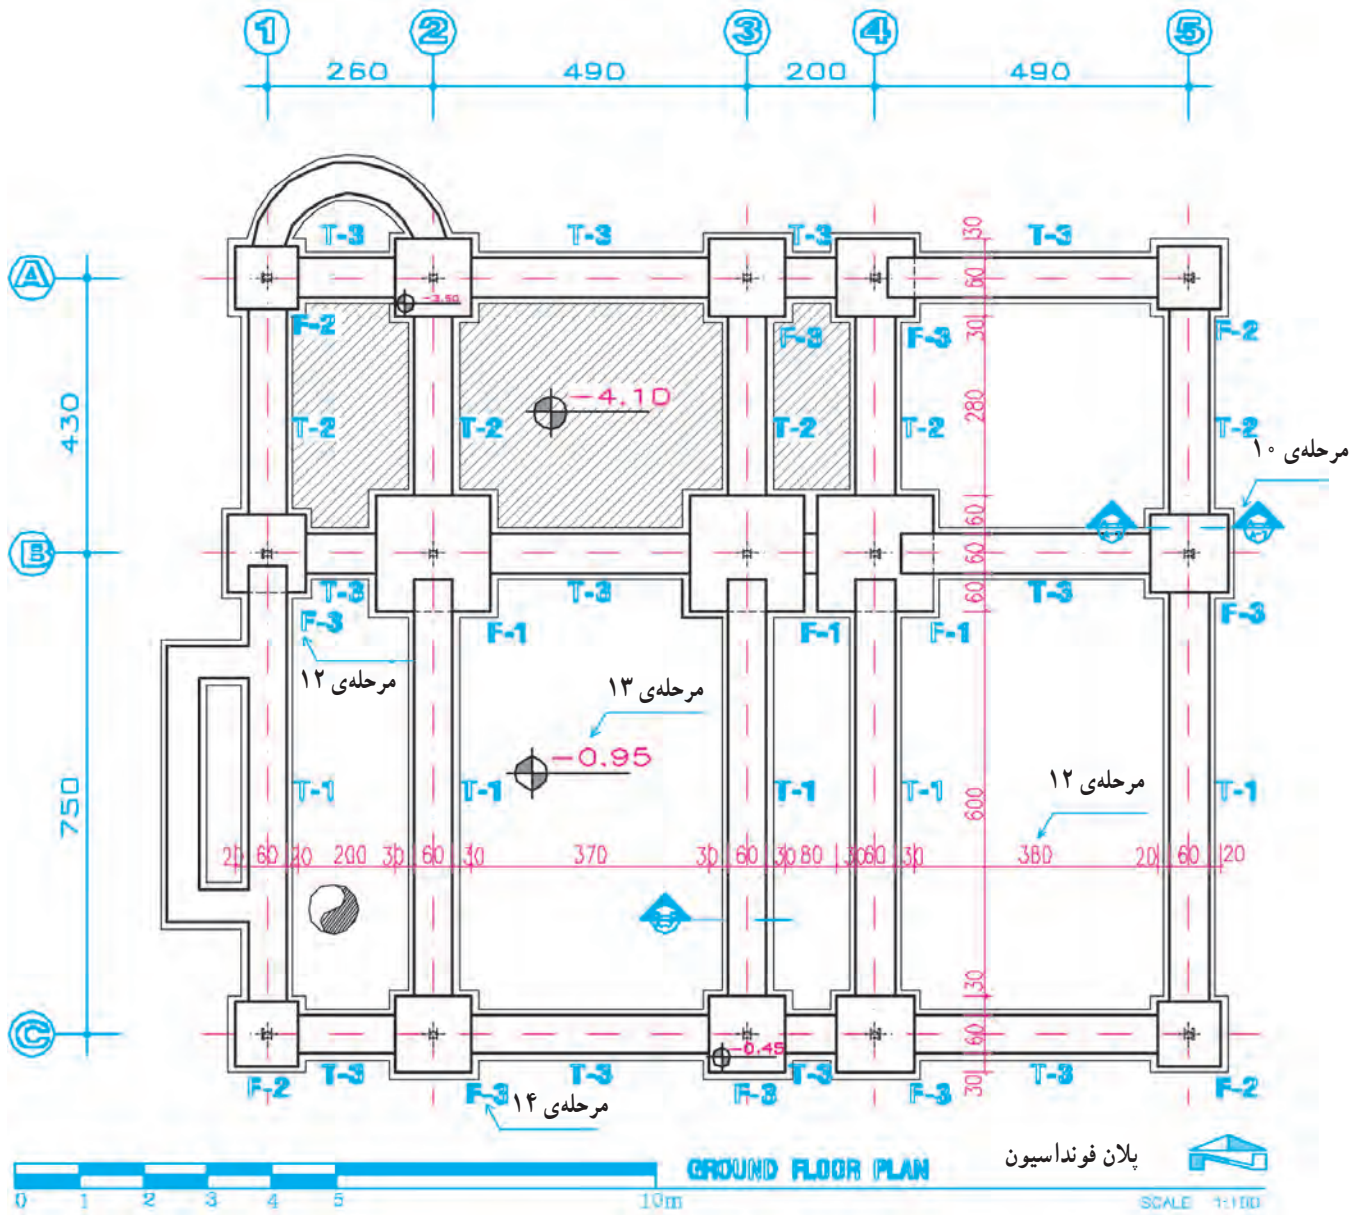 1 2 3 4 5
260 490 200 490
T-3 T-3 T-3 T-3
30
A
60
-3.50
F-2 F-3 F-3 F-2
30
-4.10
280
430
T-2 T-2 T-2 T-2 T-2
مرحله‌ی ۱۰
60
B
60
T-3 T-3 T-3
60
F-3 F-1 F-1 F-1 F-3
مرحله‌ی ۱۲
مرحله‌ی ۱۳
-0.95
مرحله‌ی ۱۲
750
T-1 T-1 T-1 T-1 T-1
600
20 60 20 200 30 60 30 370 30 60 30 80 30 60 30 380 20 60 20
30
C
60
-0.45
T-3 T-3 T-3 T-3
30
F-2 F-3 F-3 F-3 F-2
مرحله‌ی ۱۴
GROUND FLOOR PLAN
پلان فونداسیون
0 1 2 3 4 5 10m
SCALE 1:100